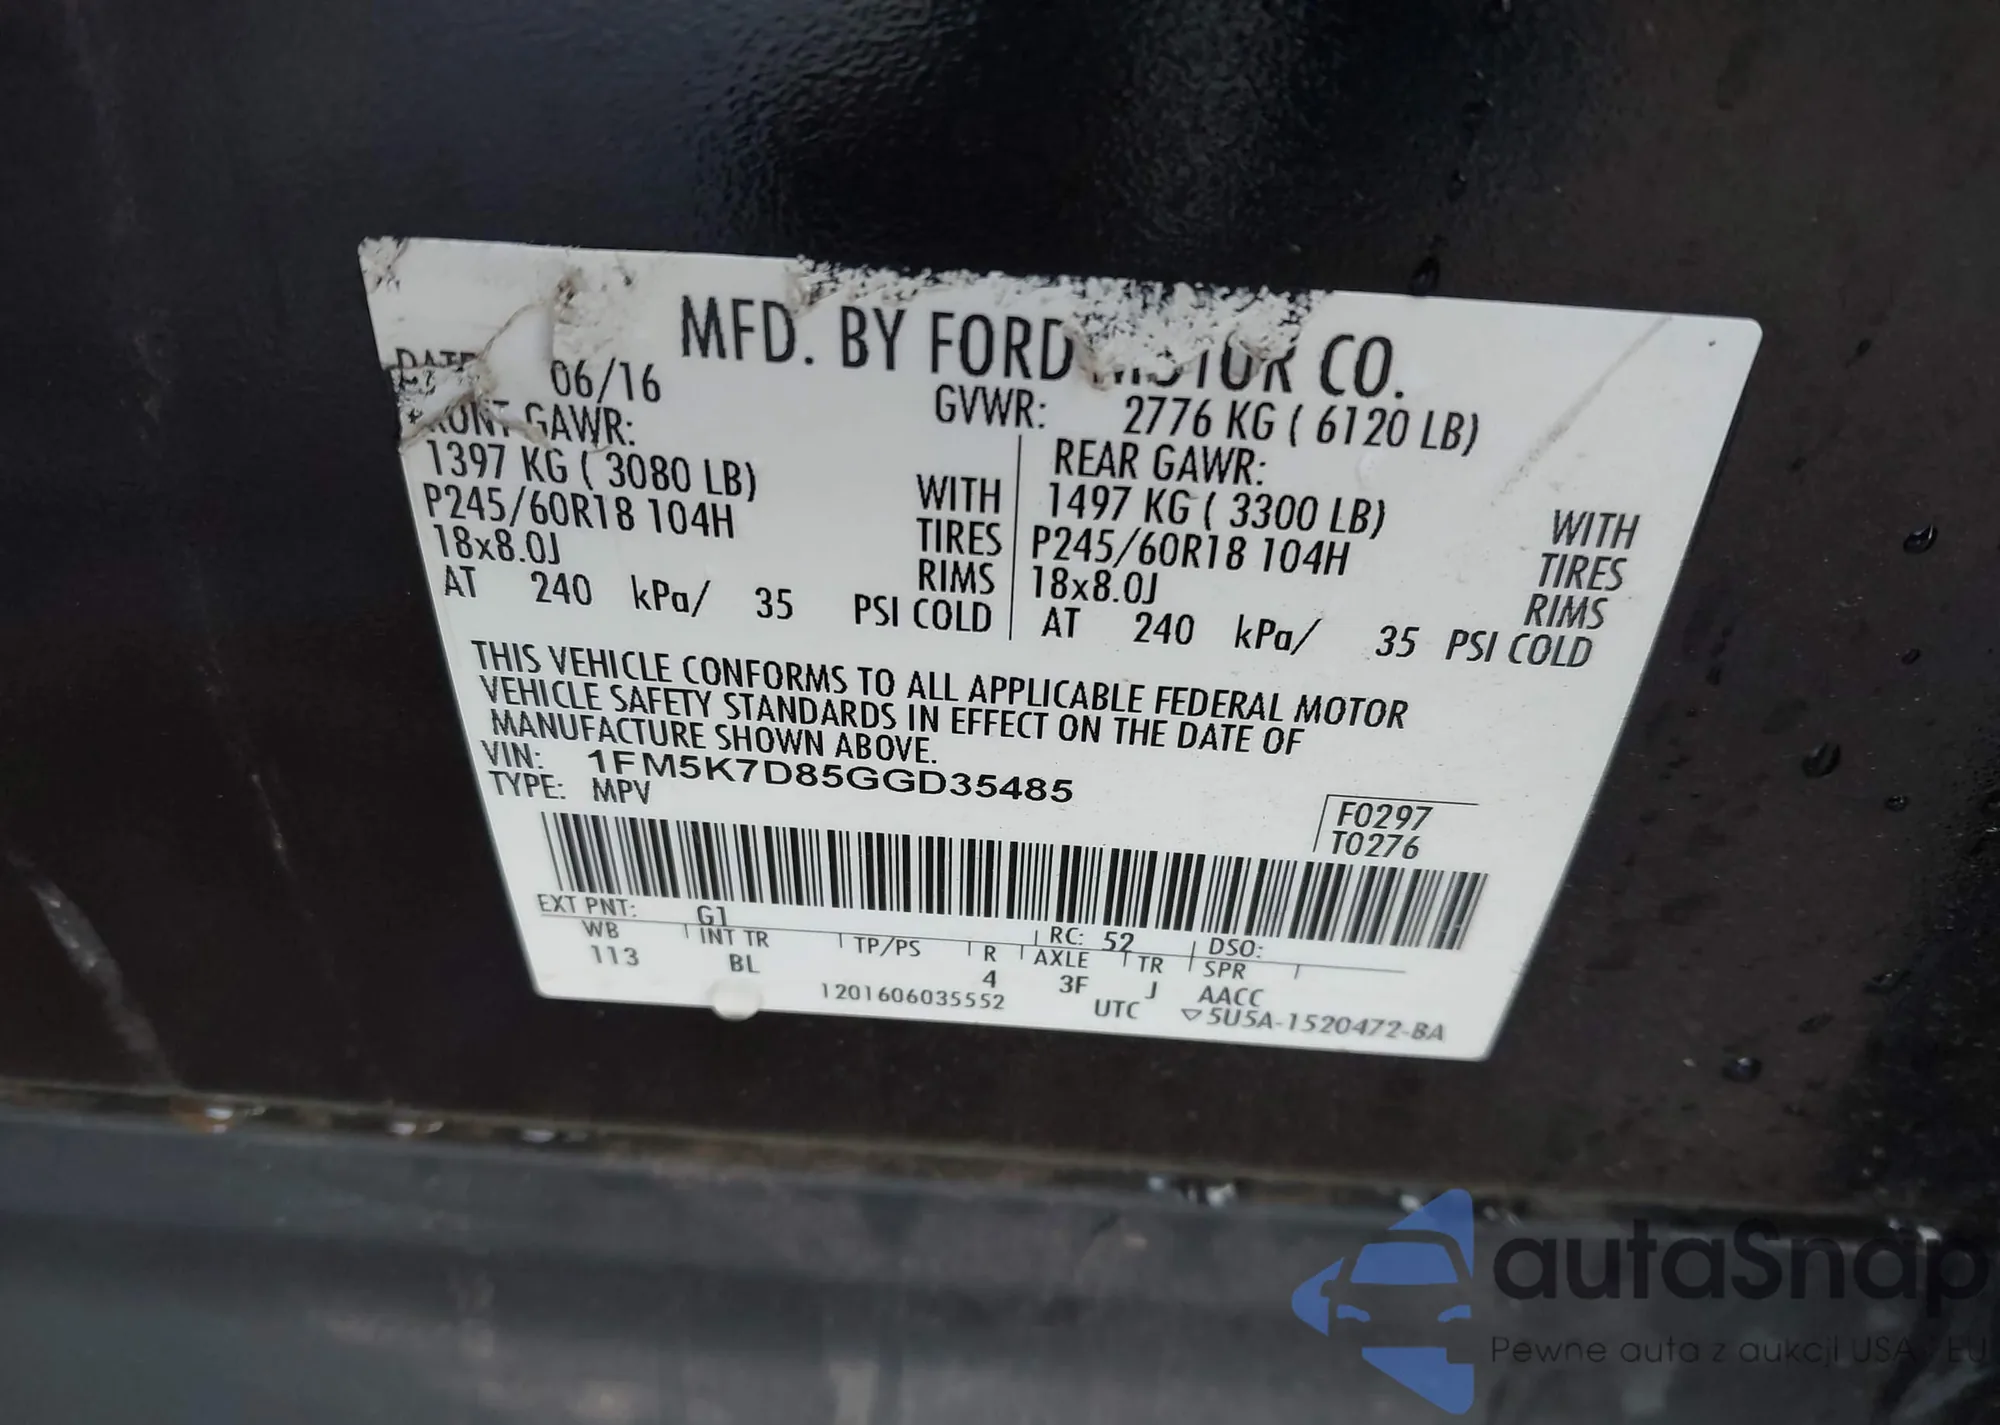 MFD. BY FORD MOTOR CO.
DATE: 06/16 GVWR: 2776 KG ( 6120 LB)
FRONT GAWR: REAR GAWR:
1397 KG ( 3080 LB) WITH 1497 KG ( 3300 LB) WITH
P245/60R18 104H TIRES P245/60R18 104H TIRES
18x8.0J RIMS 18x8.0J RIMS
AT 240 kPa/ 35 PSI COLD AT 240 kPa/ 35 PSI COLD
THIS VEHICLE CONFORMS TO ALL APPLICABLE FEDERAL MOTOR
VEHICLE SAFETY STANDARDS IN EFFECT ON THE DATE OF
MANUFACTURE SHOWN ABOVE.
VIN: 1FM5K7D85GGD35485
TYPE: MPV
F0297
T0276
EXT PNT: G1 RC: 52 DSO:
WB INT TR TP/PS R AXLE TR SPR
113 BL 4 3F J AACC
1201606035552 UTC ▽5U5A-1520472-BA
autaSnap
Pewne auta z aukcji USA i EU